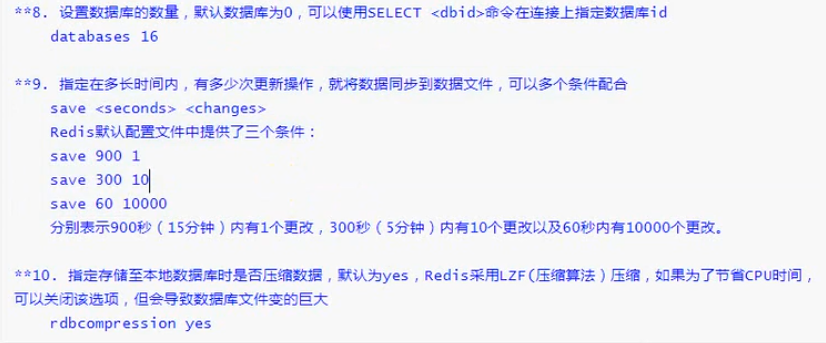 **8. 设置数据库的数量，默认数据库为0，可以使用SELECT <dbid>命令在连接上指定数据库id
databases 16
**9. 指定在多长时间内，有多少次更新操作，就将数据同步到数据文件，可以多个条件配合
save <seconds> <changes>
Redis默认配置文件中提供了三个条件：
save 900 1
save 300 10
save 60 10000
分别表示900秒（15分钟）内有1个更改，300秒（5分钟）内有10个更改以及60秒内有10000个更改。
**10. 指定存储至本地数据库时是否压缩数据，默认为yes，Redis采用LZF(压缩算法）压缩，如果为了节省CPU时间，
可以关闭该选项，但会导致数据库文件变的巨大
rdbcompression yes